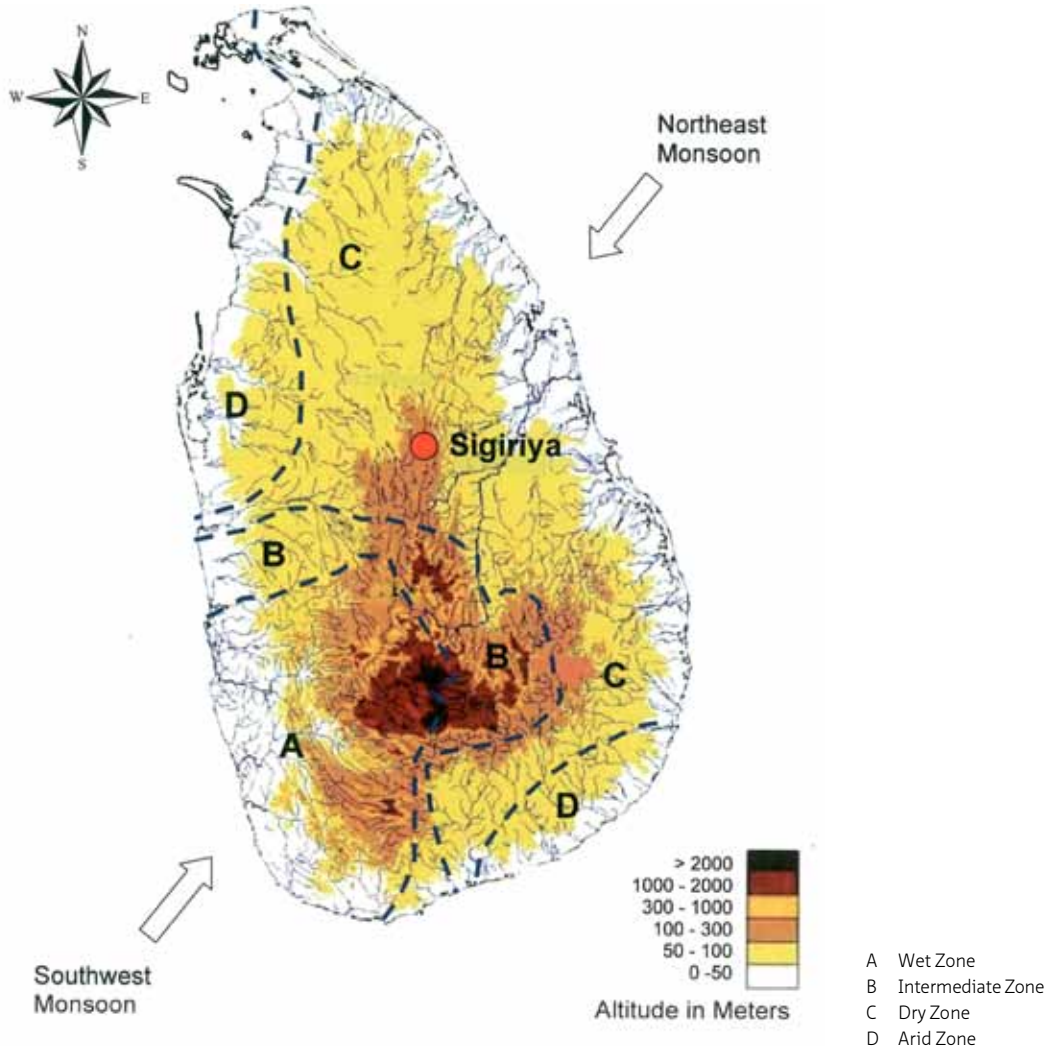 N
W E
S
Northeast
Monsoon
C
D
Sigiriya
B
B
C
A
D
> 2000
1000 - 2000
300 - 1000
100 - 300
50 - 100
0 -50
Altitude in Meters
Southwest
Monsoon
A Wet Zone
B Intermediate Zone
C Dry Zone
D Arid Zone